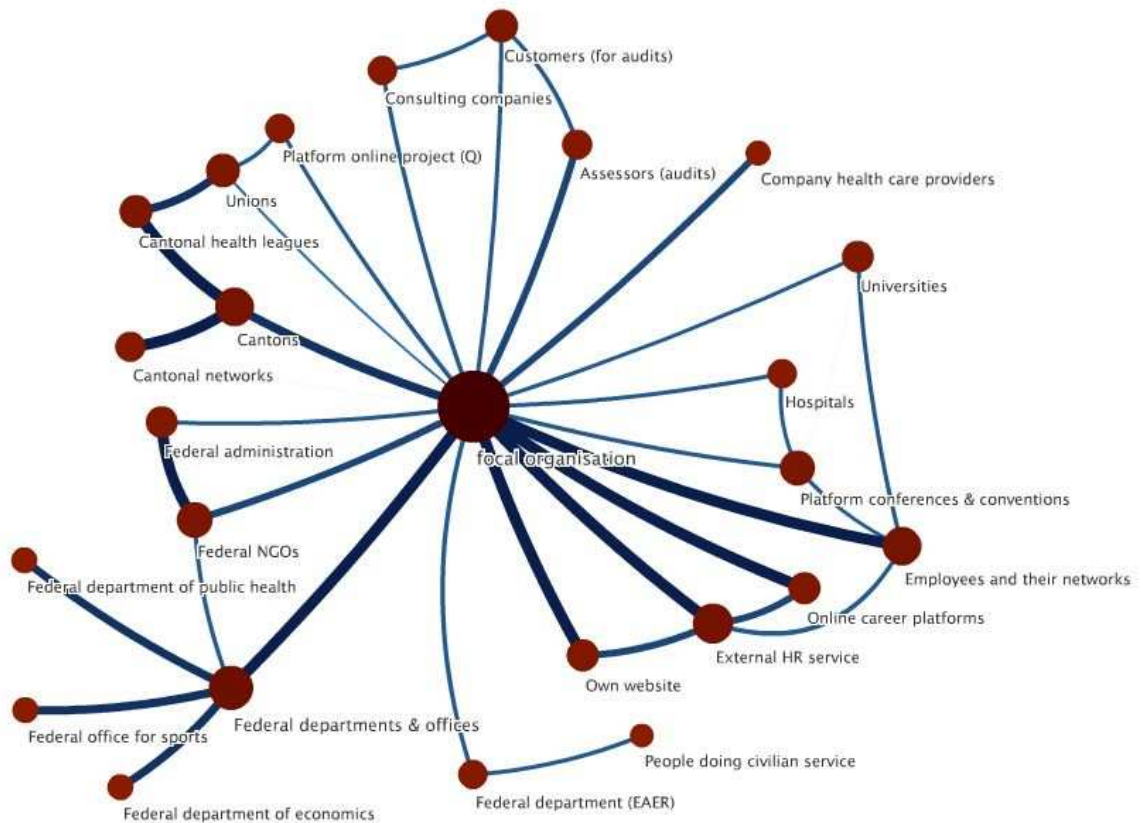 Customers (for audits)
Consulting companies
Platform online project (Q)
Assessors (audits)
Company health care providers
Unions
Cantonal health leagues
Universities
Cantons
Cantonal networks
Hospitals
Federal administration
focal organisation
Platform conferences & conventions
Federal NGOs
Employees and their networks
Federal department of public health
Online career platforms
External HR service
Own website
Federal departments & offices
Federal office for sports
People doing civilian service
Federal department (EAER)
Federal department of economics